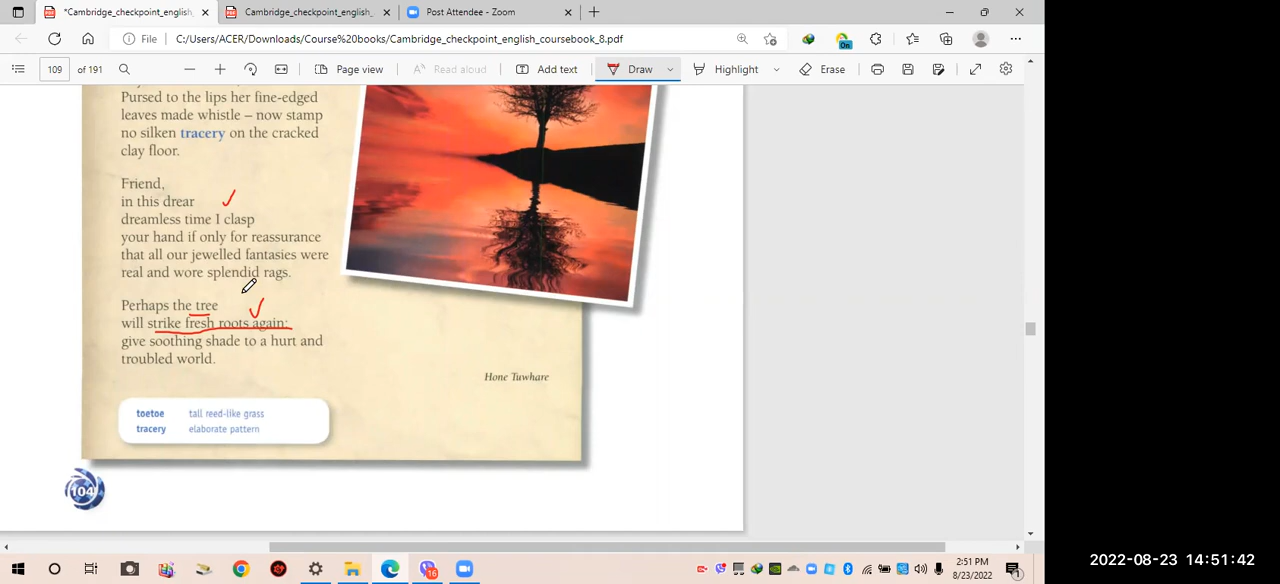 *Cambridge_checkpoint_english_
Cambridge_checkpoint_english_
Post Attendee - Zoom
File
C:/Users/ACER/Downloads/Course%20books/Cambridge_checkpoint_english_coursebook_8.pdf
On
109 of 191
Page view
Read aloud
Add text
Draw
Highlight
Erase
Pursed to the lips her fine-edged
leaves made whistle – now stamp
no silken tracery on the cracked
clay floor.
Friend,
in this drear
dreamless time I clasp
your hand if only for reassurance
that all our jewelled fantasies were
real and wore splendid rags.
Perhaps the tree
will strike fresh roots again:
give soothing shade to a hurt and
troubled world.
Hone Tuwhare
toetoe tall reed-like grass
tracery elaborate pattern
104
16
2:51 PM
8/23/2022
1
2022-08-23 14:51:42